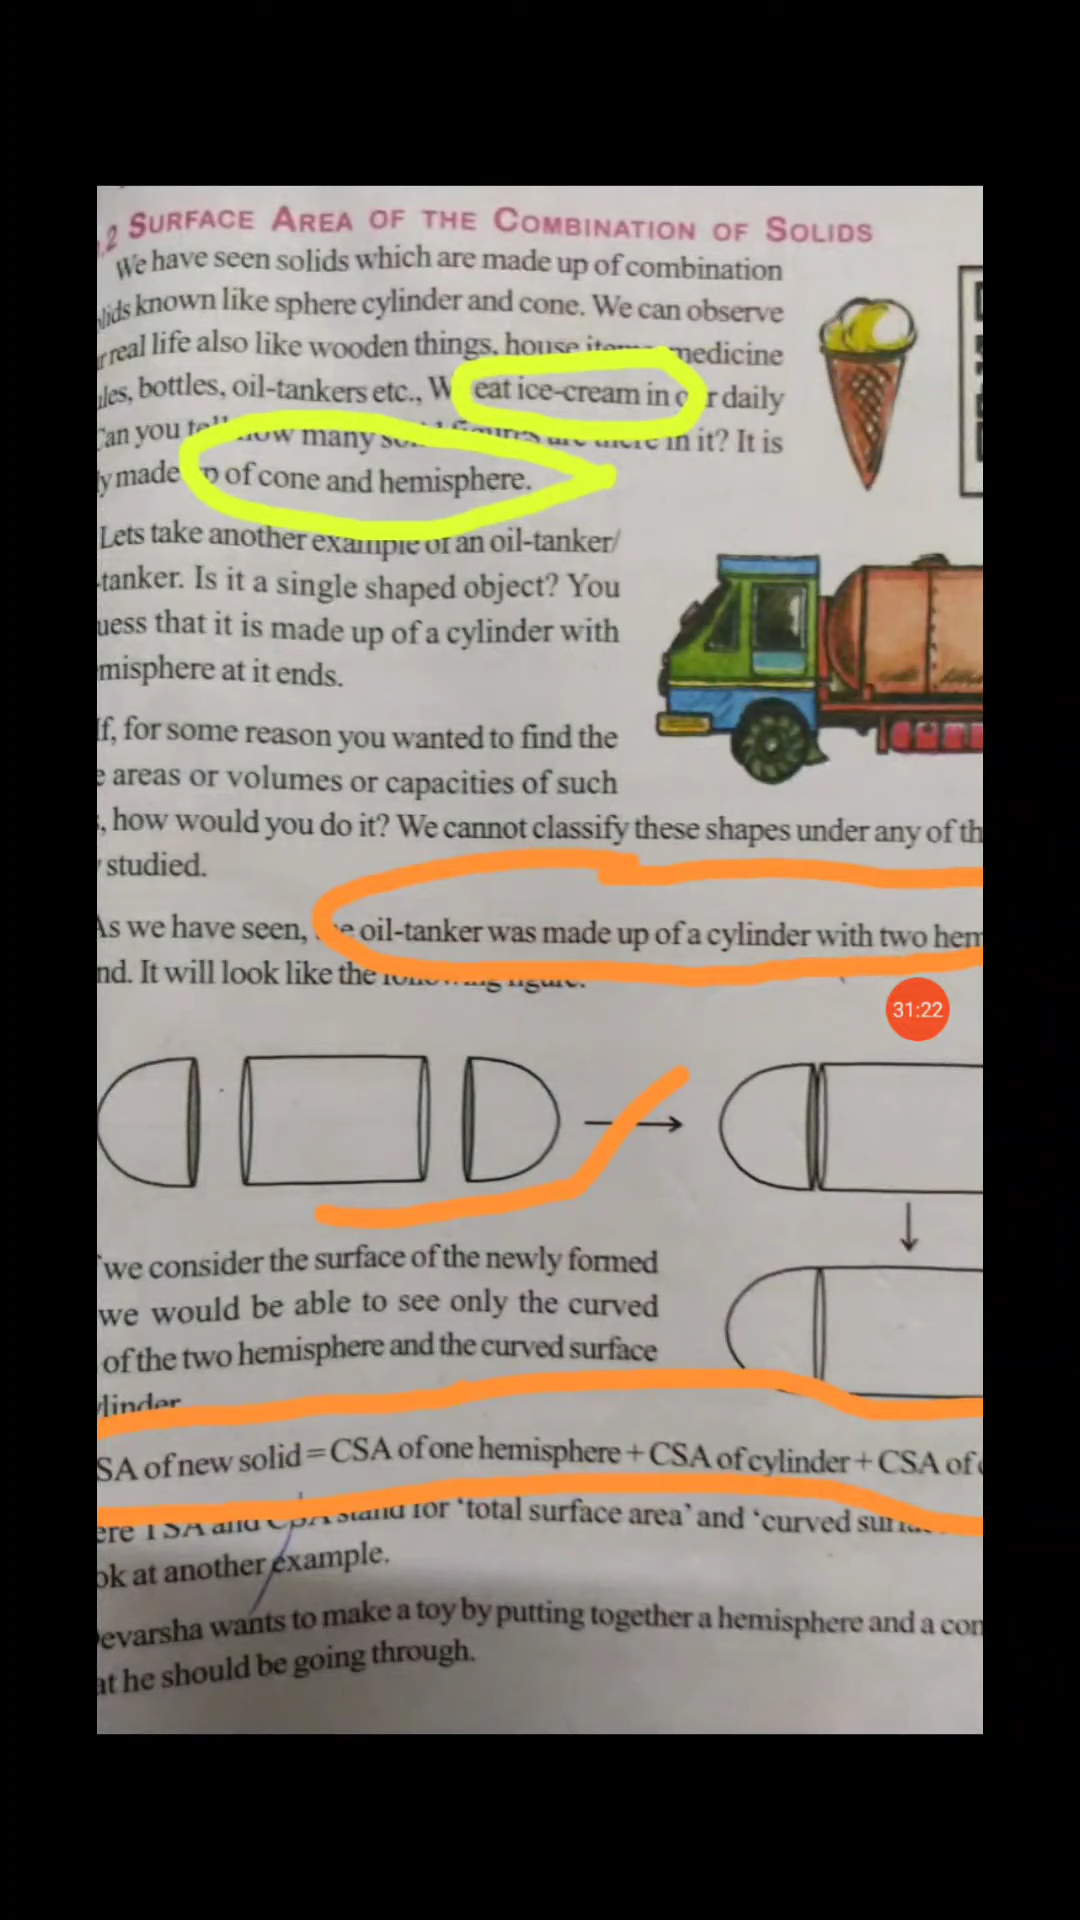 .2 SURFACE AREA OF THE COMBINATION OF SOLIDS
We have seen solids which are made up of combination
lids known like sphere cylinder and cone. We can observe
r real life also like wooden things, house items medicine
ules, bottles, oil-tankers etc., W eat ice-cream in r daily
Can you tell how many solid figures are there in it? It is
y made up of cone and hemisphere.
Lets take another example of an oil-tanker/
-tanker. Is it a single shaped object? You
uess that it is made up of a cylinder with
misphere at it ends.
If, for some reason you wanted to find the
e areas or volumes or capacities of such
, how would you do it? We cannot classify these shapes under any of th
studied.
As we have seen, e oil-tanker was made up of a cylinder with two hem
nd. It will look like the following figure.
31:22
we consider the surface of the newly formed
we would be able to see only the curved
of the two hemisphere and the curved surface
ylinder
SA of new solid = CSA of one hemisphere + CSA of cylinder + CSA of
ere TSA and CSA stand for 'total surface area' and 'curved
ok at another example.
evarsha wants to make a toy by putting together a hemisphere and a con
at he should be going through.